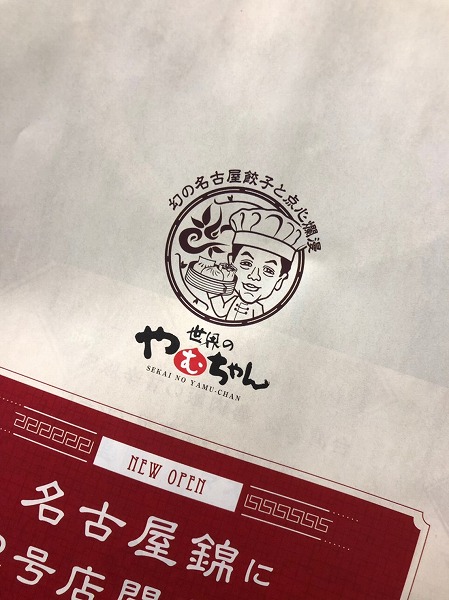 幻の名古屋餃子と点心爛漫
世界の
やむちゃん
SEKAI NO YAMU-CHAN
NEW OPEN
名古屋錦に
号店開